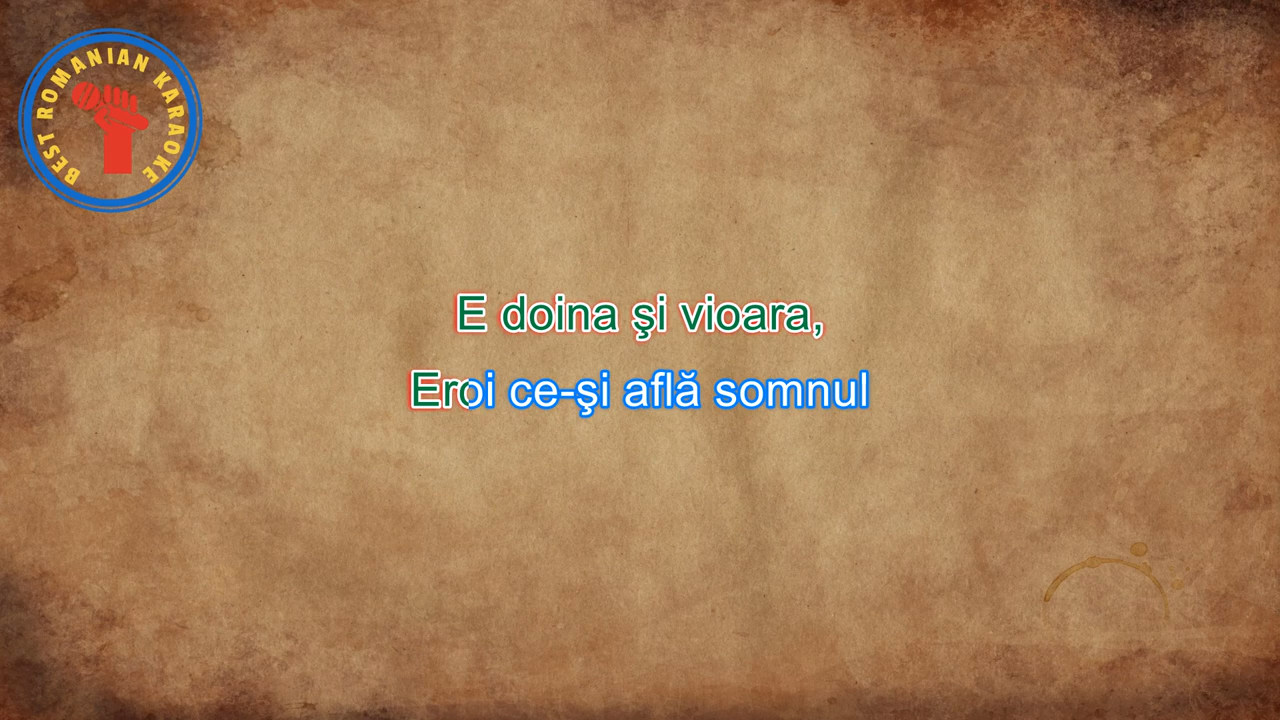 BEST ROMANIAN KARAOKE
E doina şi vioara,
Eroi ce-şi află somnul